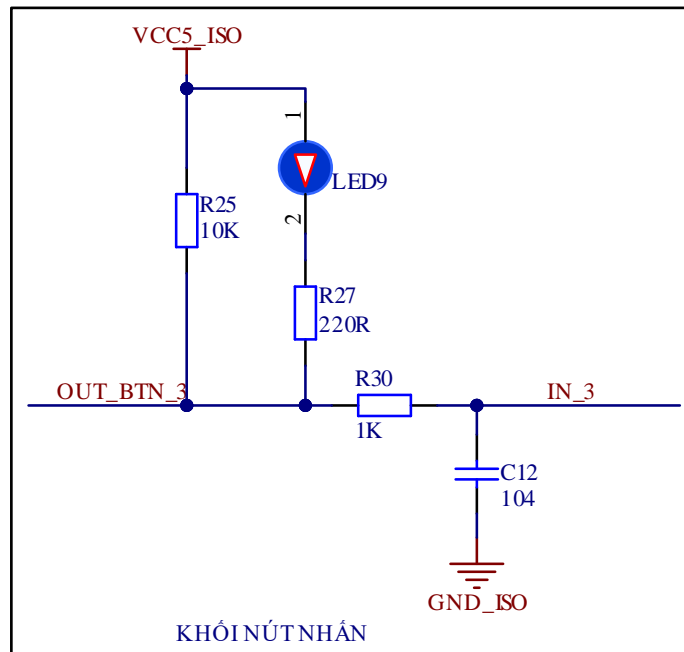 VCC5_ISO
1
LED9
R25
10K
2
R27
220R
OUT_BTN_3
R30
IN_3
1K
C12
104
GND_ISO
KHỐI NÚT NHẤN